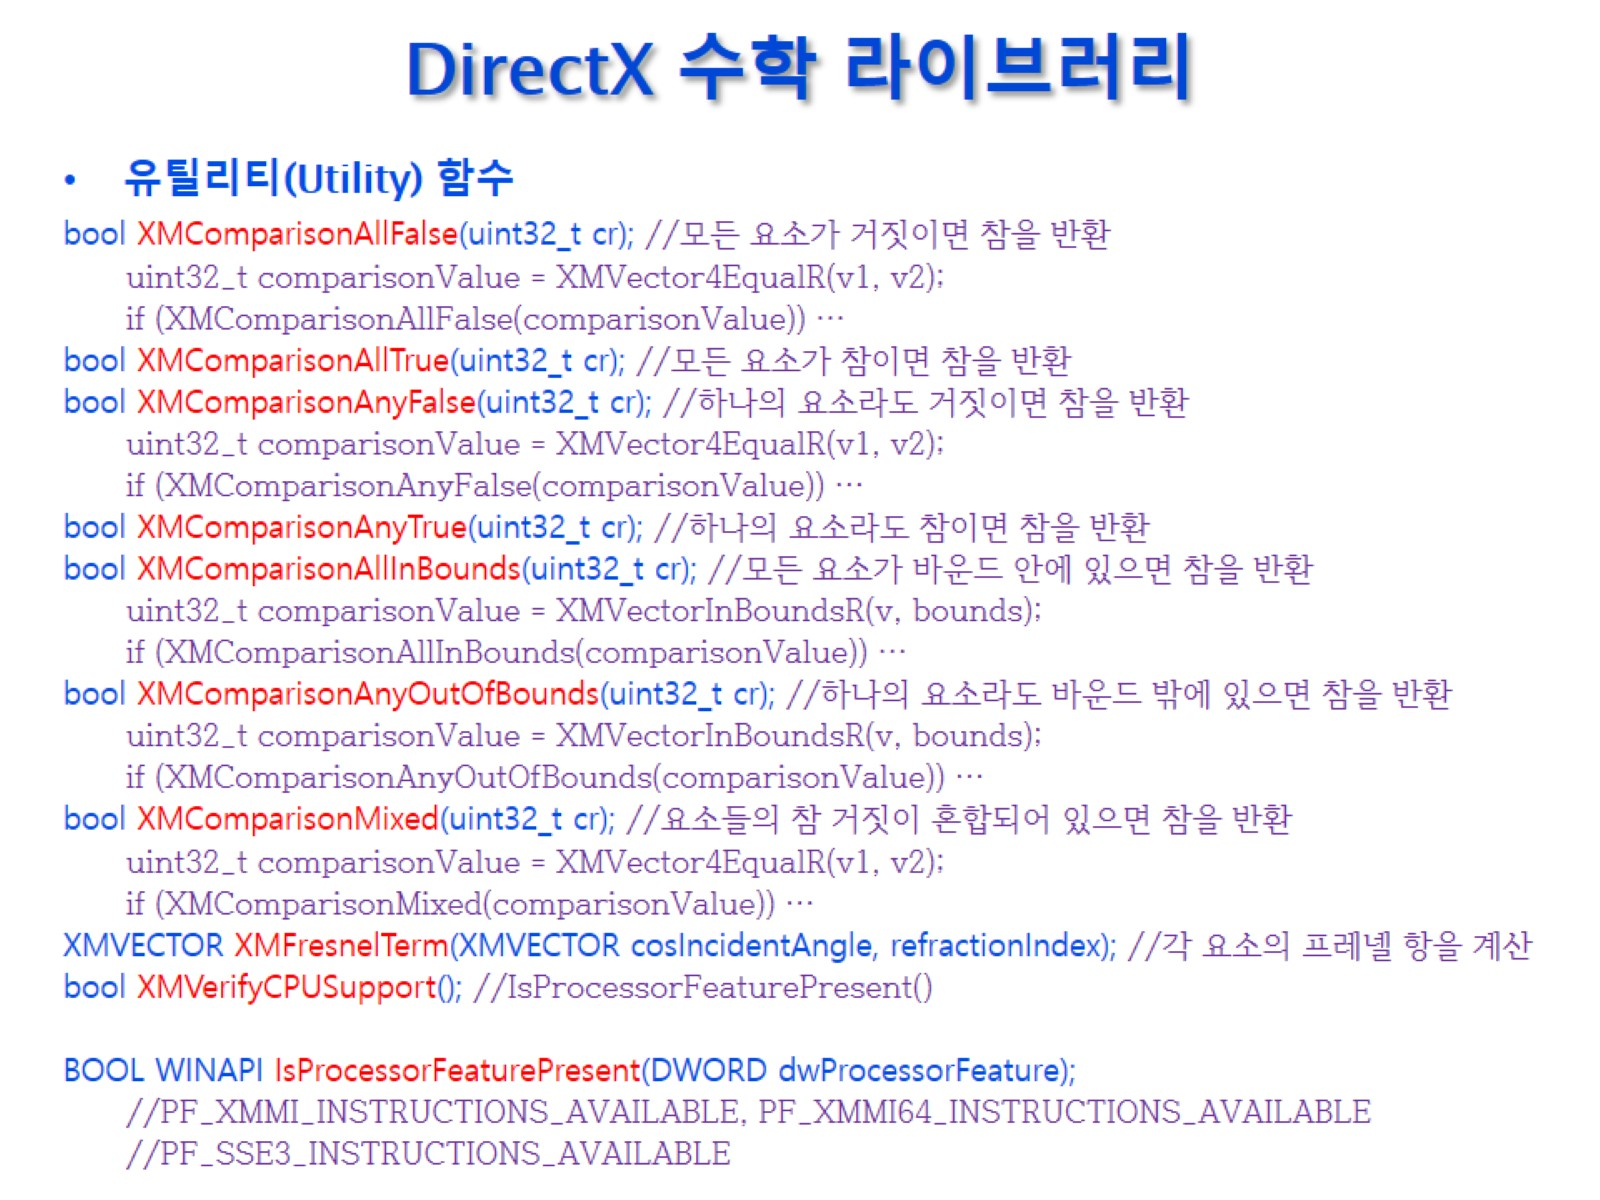 DirectX 수학 라이브러리
• 유틸리티(Utility) 함수
bool XMComparisonAllFalse(uint32_t cr); //모든 요소가 거짓이면 참을 반환
uint32_t comparisonValue = XMVector4EqualR(v1, v2);
if (XMComparisonAllFalse(comparisonValue)) …
bool XMComparisonAllTrue(uint32_t cr); //모든 요소가 참이면 참을 반환
bool XMComparisonAnyFalse(uint32_t cr); //하나의 요소라도 거짓이면 참을 반환
uint32_t comparisonValue = XMVector4EqualR(v1, v2);
if (XMComparisonAnyFalse(comparisonValue)) …
bool XMComparisonAnyTrue(uint32_t cr); //하나의 요소라도 참이면 참을 반환
bool XMComparisonAllInBounds(uint32_t cr); //모든 요소가 바운드 안에 있으면 참을 반환
uint32_t comparisonValue = XMVectorInBoundsR(v, bounds);
if (XMComparisonAllInBounds(comparisonValue)) …
bool XMComparisonAnyOutOfBounds(uint32_t cr); //하나의 요소라도 바운드 밖에 있으면 참을 반환
uint32_t comparisonValue = XMVectorInBoundsR(v, bounds);
if (XMComparisonAnyOutOfBounds(comparisonValue)) …
bool XMComparisonMixed(uint32_t cr); //요소들의 참 거짓이 혼합되어 있으면 참을 반환
uint32_t comparisonValue = XMVector4EqualR(v1, v2);
if (XMComparisonMixed(comparisonValue)) …
XMVECTOR XMFresnelTerm(XMVECTOR cosIncidentAngle, refractionIndex); //각 요소의 프레넬 항을 계산
bool XMVerifyCPUSupport(); //IsProcessorFeaturePresent()
BOOL WINAPI IsProcessorFeaturePresent(DWORD dwProcessorFeature);
//PF_XMMI_INSTRUCTIONS_AVAILABLE, PF_XMMI64_INSTRUCTIONS_AVAILABLE
//PF_SSE3_INSTRUCTIONS_AVAILABLE